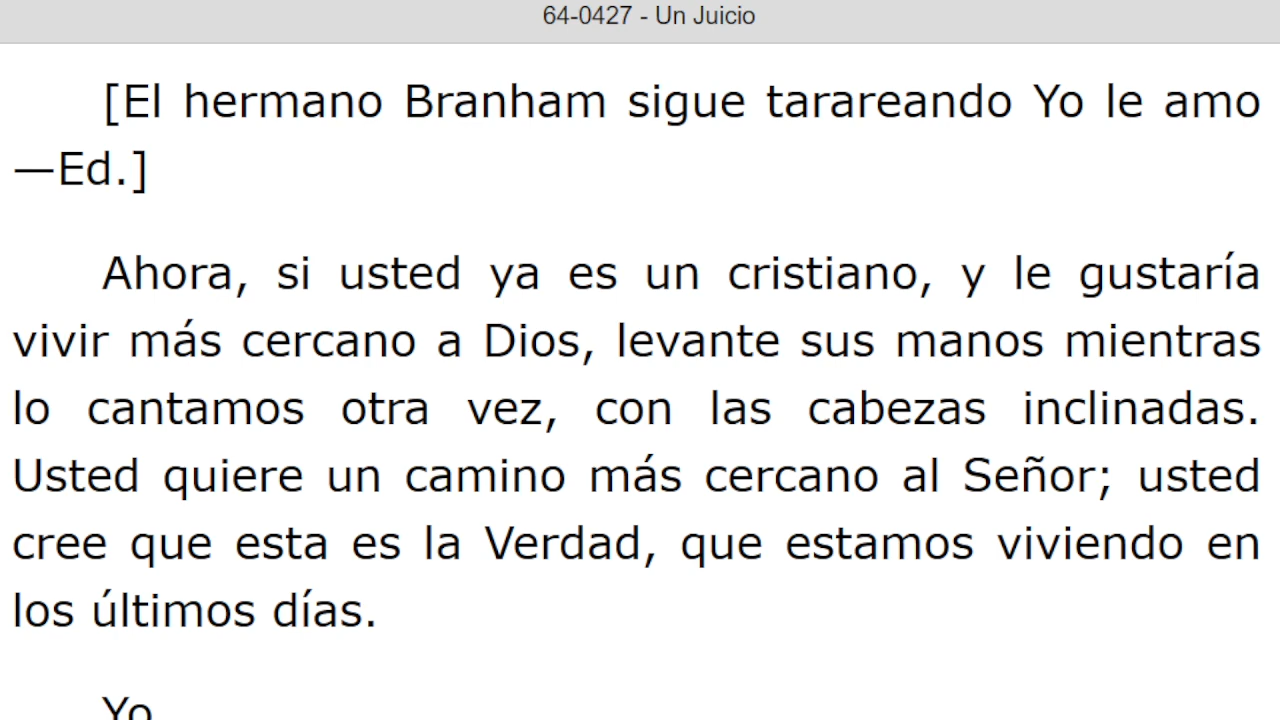 64-0427 - Un Juicio
[El hermano Branham sigue tarareando Yo le amo
—Ed.]
Ahora, si usted ya es un cristiano, y le gustaría
vivir más cercano a Dios, levante sus manos mientras
lo cantamos otra vez, con las cabezas inclinadas.
Usted quiere un camino más cercano al Señor; usted
cree que esta es la Verdad, que estamos viviendo en
los últimos días.
Yo